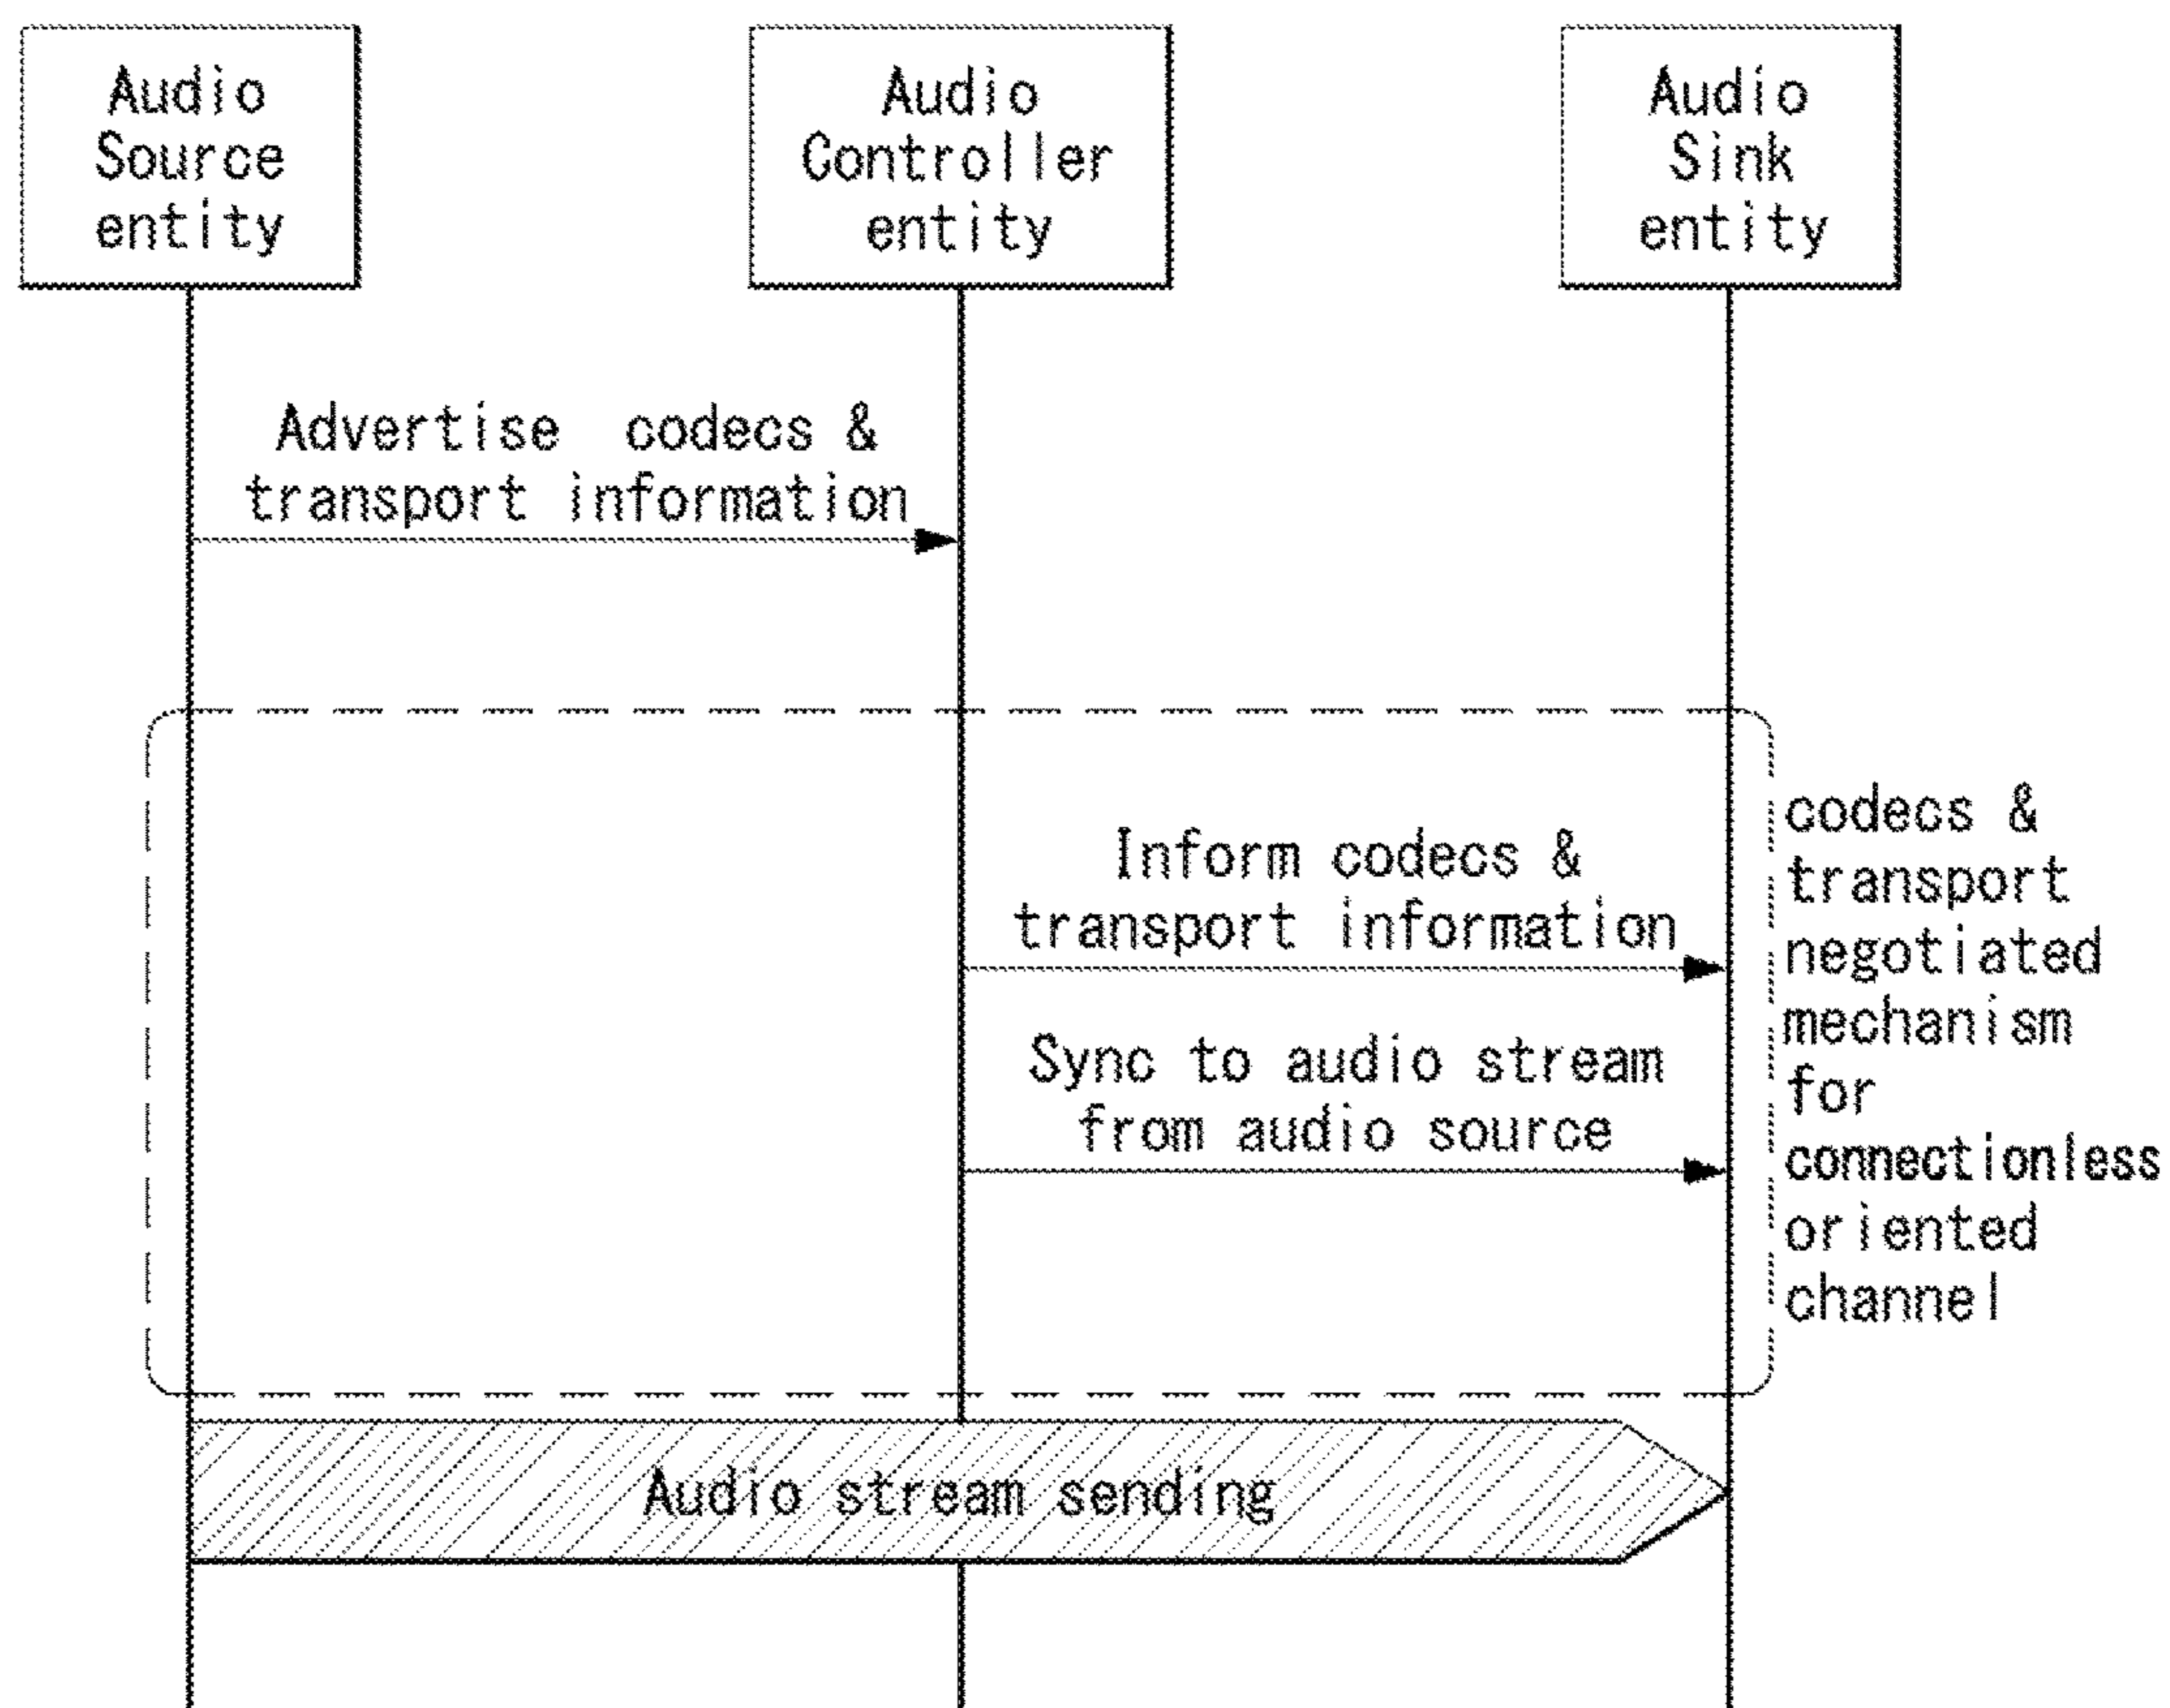 Audio
Source
entity
Audio
Controller
entity
Audio
Sink
entity
Advertise codecs &
transport information
Inform codecs &
transport information
Sync to audio stream
from audio source
codecs &
transport
negotiated
mechanism
for
connectionless
oriented
channel
Audio stream sending